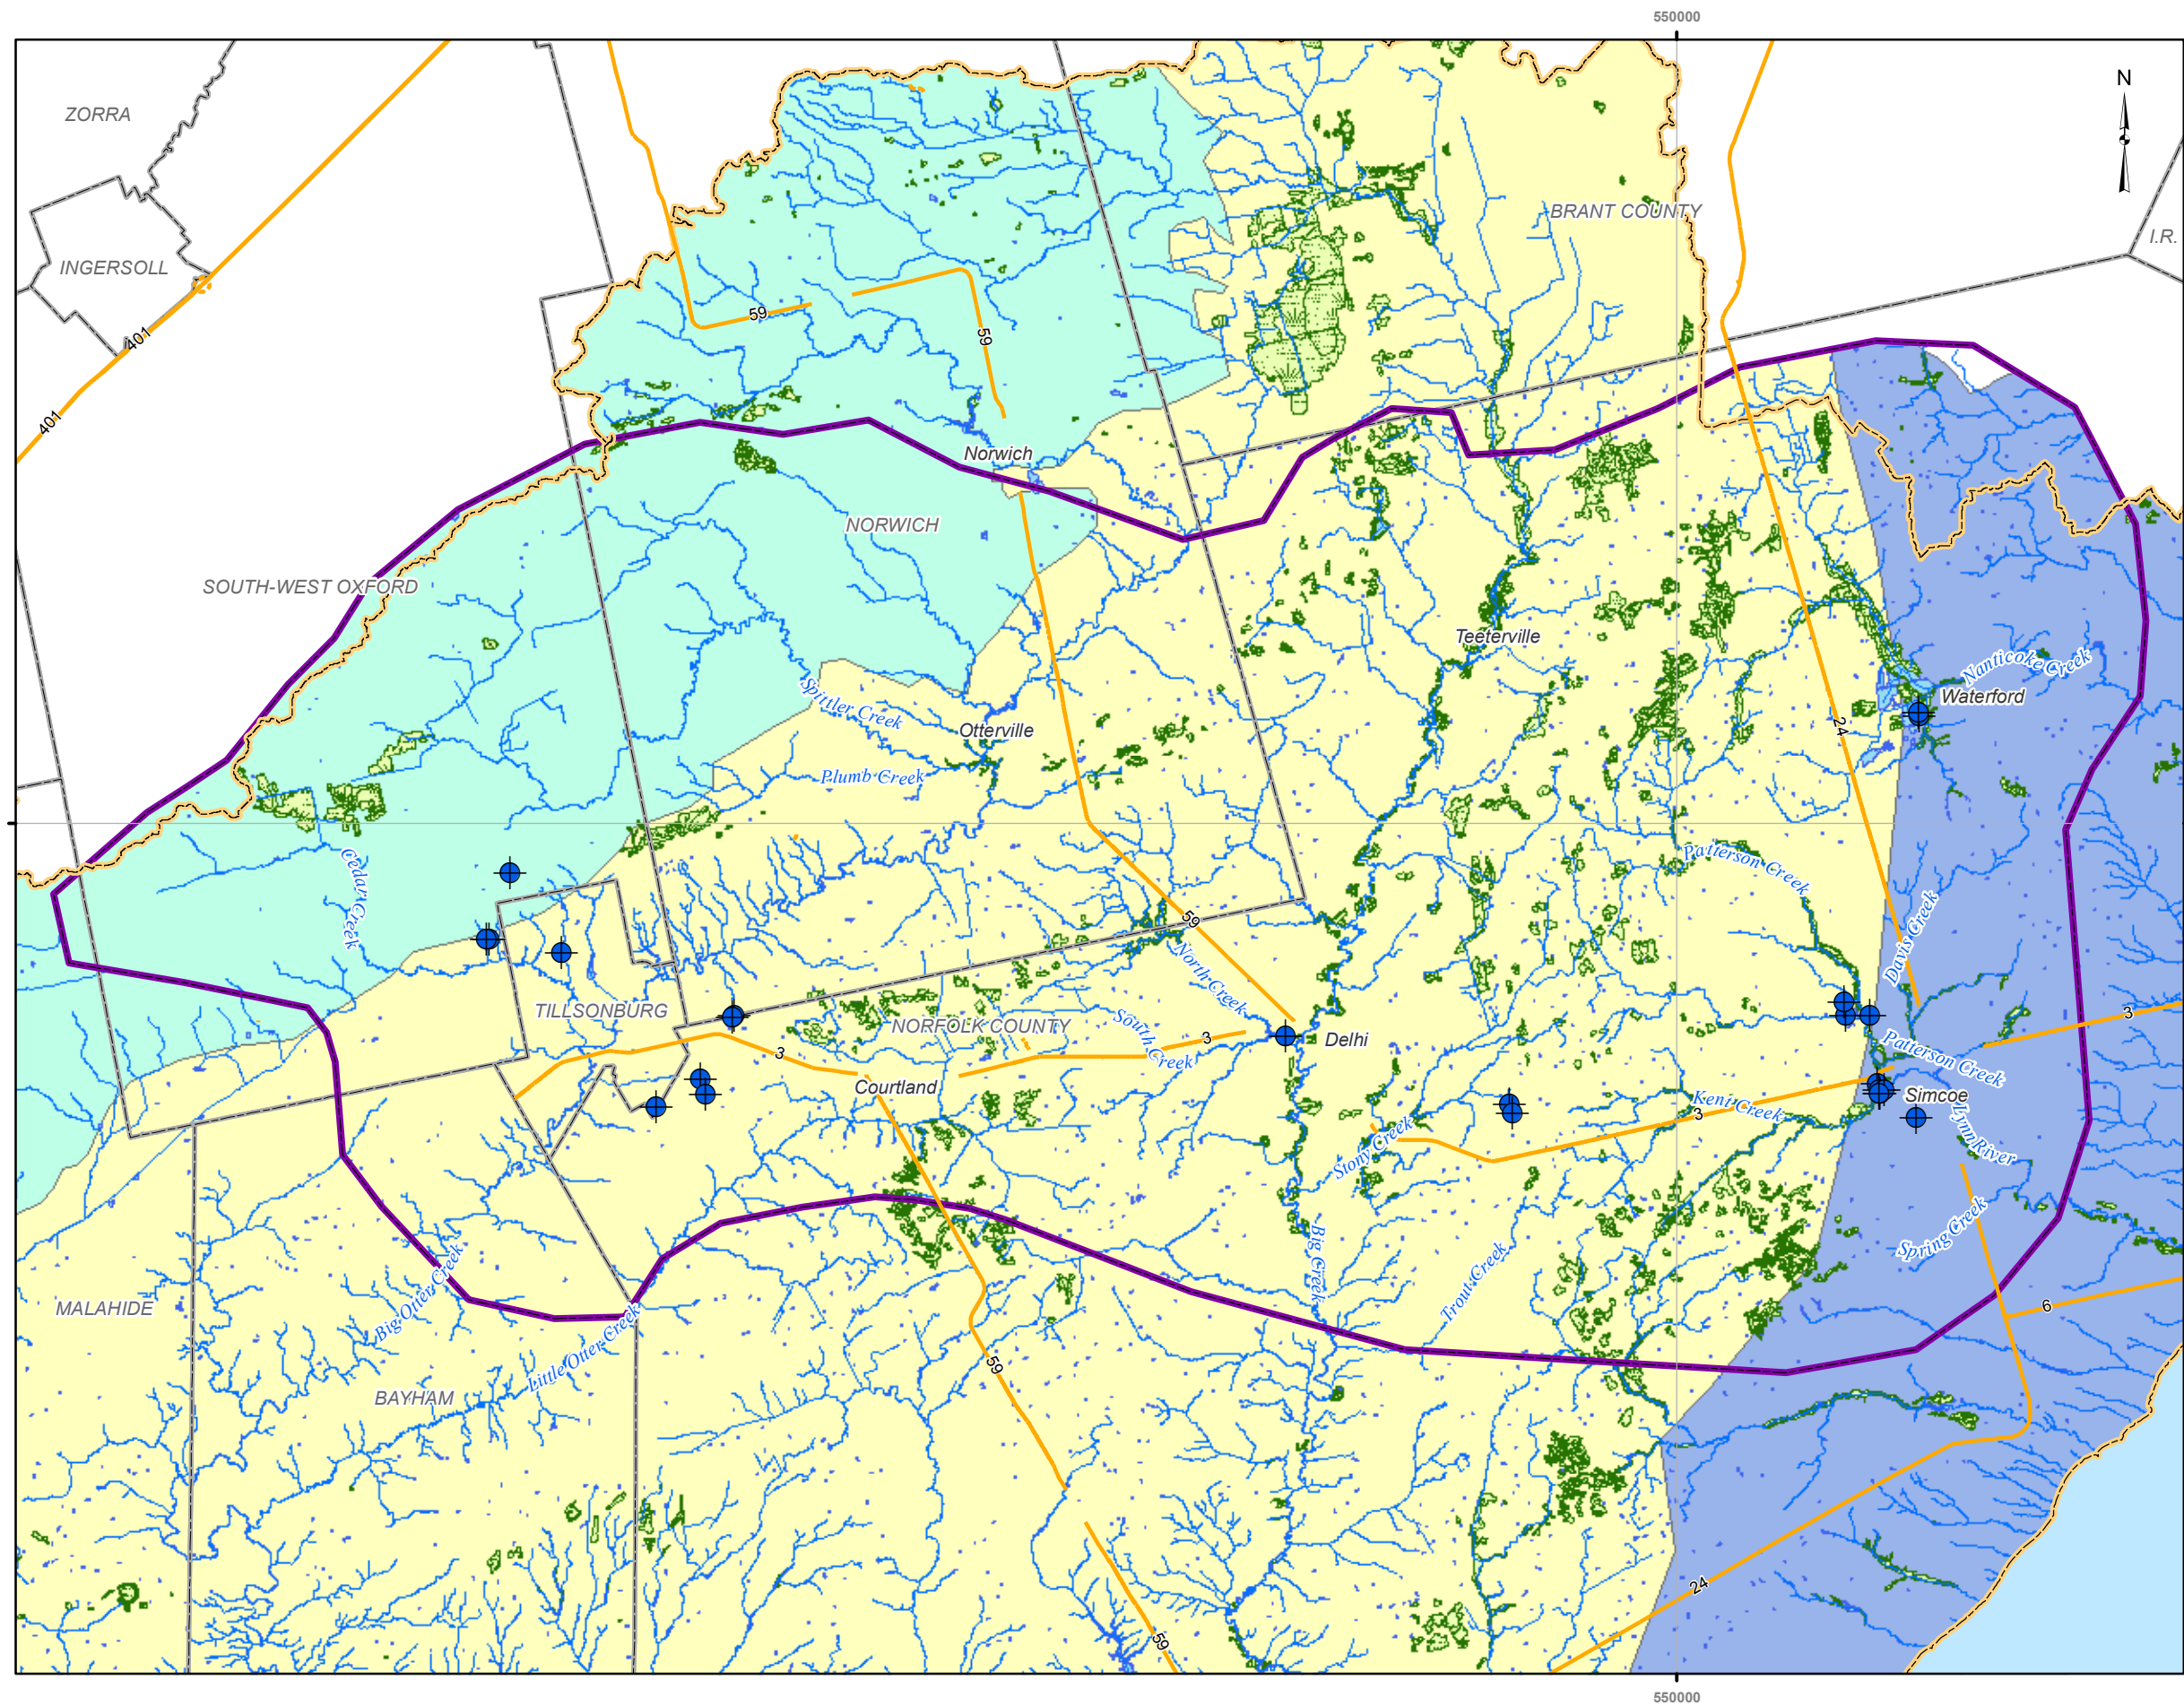 550000
N
ZORRA
BRANT COUNTY
I.R.
INGERSOLL
59
59
401
401
Norwich
NORWICH
SOUTH-WEST OXFORD
Teeterville
Nanticoke Creek
Waterford
Spittler Creek
Otterville
24
Plumb Creek
Patterson Creek
Cedar Creek
59
Davis Creek
North Creek
TILLSONBURG
NORFOLK COUNTY
South Creek
3
3
Delhi
3
Patterson Creek
Courtland
Kent Creek
3
Simcoe
Lynn River
Stony Creek
Spring Creek
Big Creek
Trout Creek
Big Otter Creek
MALAHIDE
6
Little Otter Creek
59
BAYHAM
24
59
550000